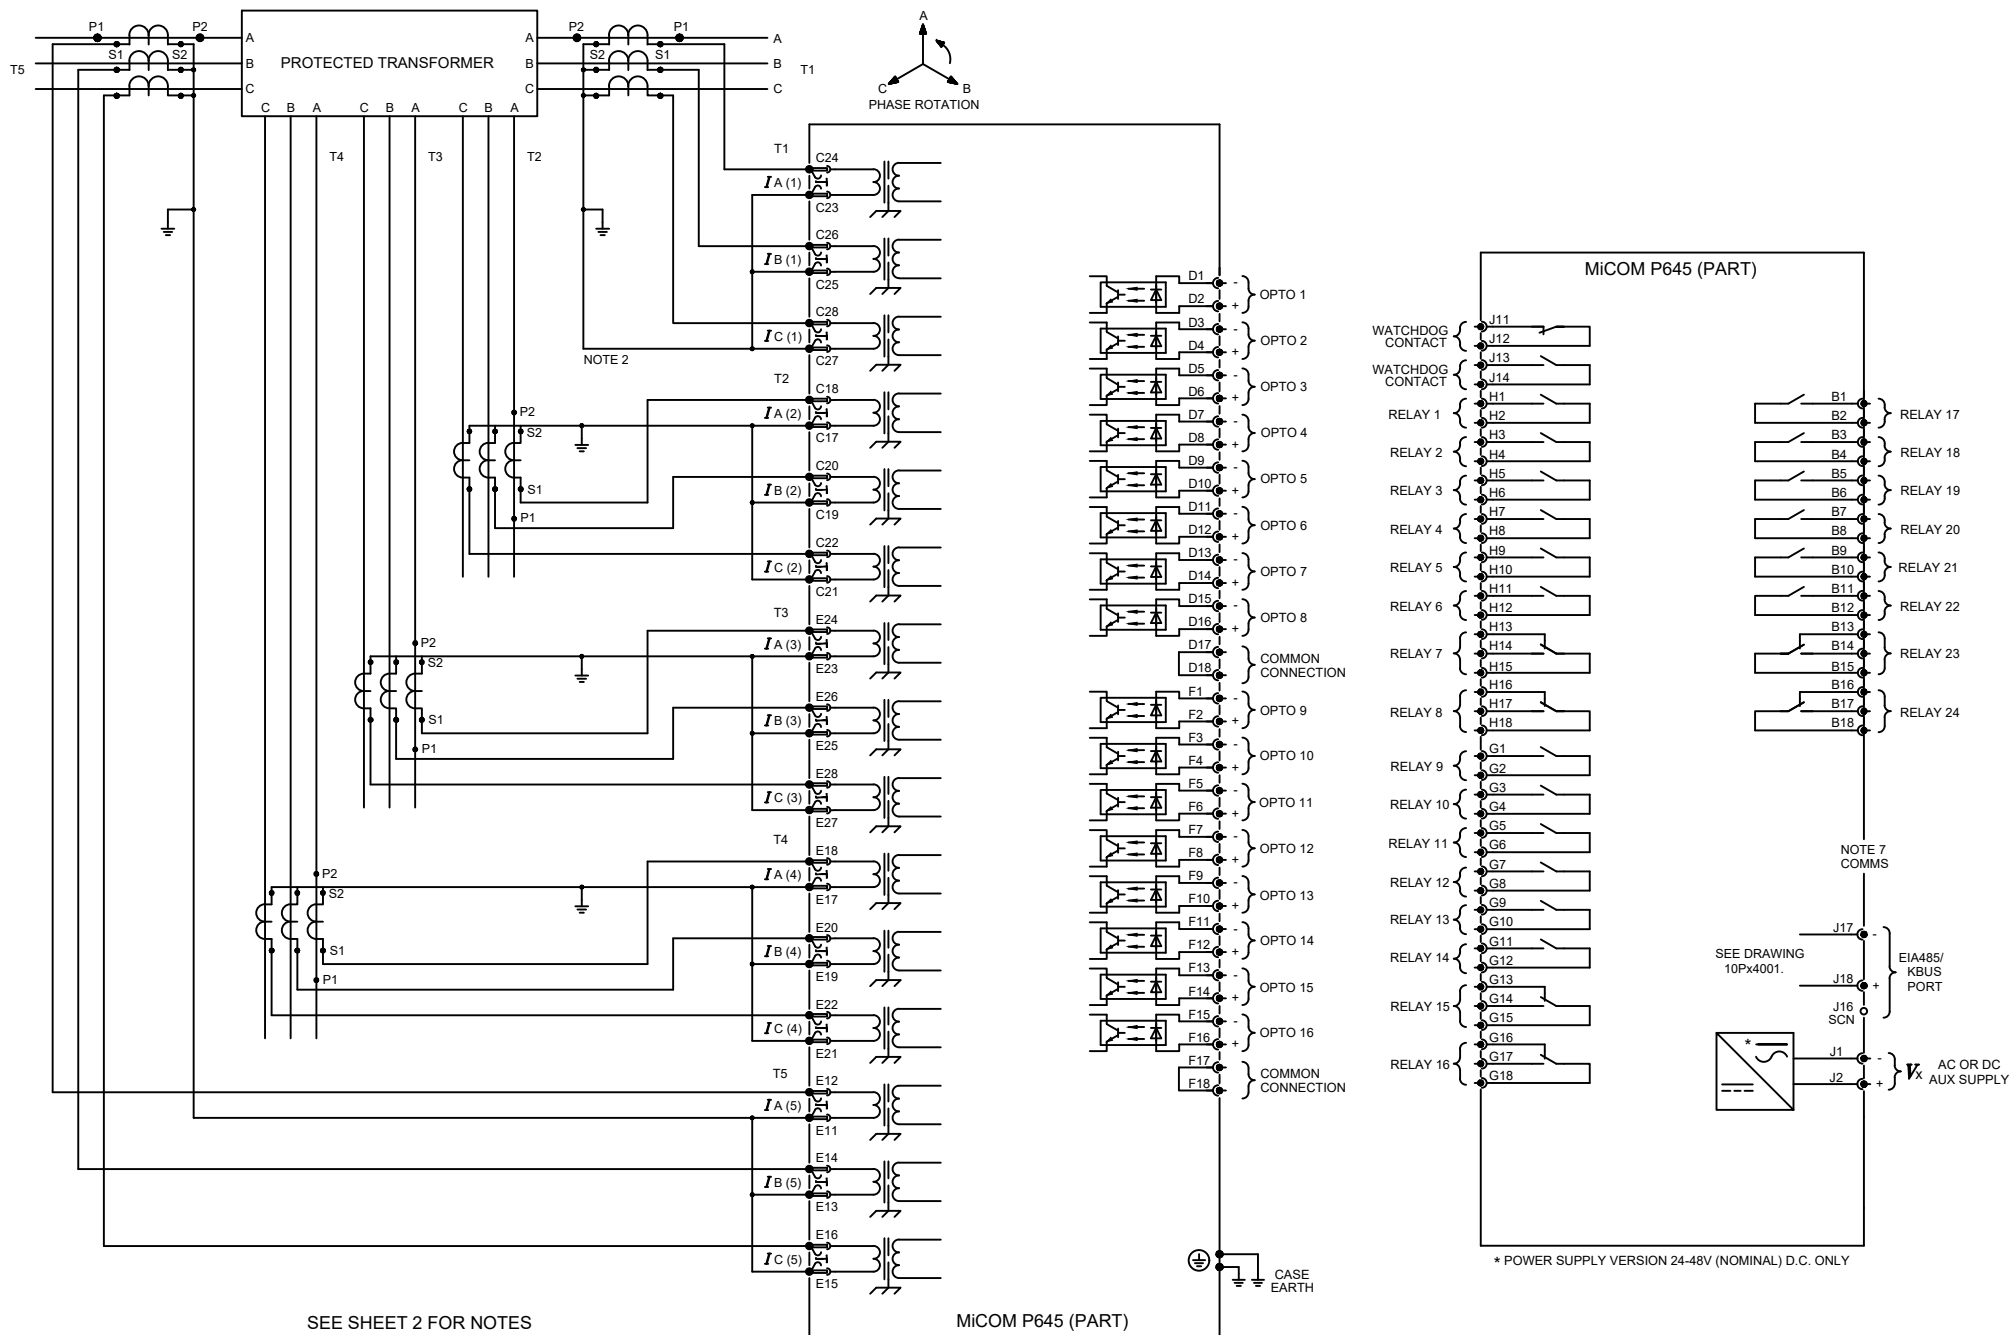 P1
P2
P2
P1
A
A
A
A
S1
S2
S2
S1
B
PROTECTED TRANSFORMER
B
B
T5
T1
C
C
C
C
B
A
C
B
A
C
B
A
T4
T3
T2
A
C
B
PHASE ROTATION
T1
C24
I A (1)
C23
C26
I B (1)
C25
C28
I C (1)
C27
NOTE 2
T2
C18
I A (2)
C17
C20
I B (2)
C19
C22
I C (2)
C21
P2
S2
S1
P1
T3
E24
I A (3)
E23
E26
I B (3)
E25
E28
I C (3)
E27
P2
S2
S1
P1
T4
E18
I A (4)
E17
E20
I B (4)
E19
E22
I C (4)
E21
P2
S2
S1
P1
T5
E12
I A (5)
E11
E14
I B (5)
E13
E16
I C (5)
E15
SEE SHEET 2 FOR NOTES
MiCOM P645 (PART)
D1 -
OPTO 1
D2 +
D3 -
OPTO 2
D4 +
D5 -
OPTO 3
D6 +
D7 -
OPTO 4
D8 +
D9 -
OPTO 5
D10 +
D11 -
OPTO 6
D12 +
D13 -
OPTO 7
D14 +
D15 -
OPTO 8
D16 +
D17
COMMON
CONNECTION
D18
F1 -
OPTO 9
F2 +
F3 -
OPTO 10
F4 +
F5 -
OPTO 11
F6 +
F7 -
OPTO 12
F8 +
F9 -
OPTO 13
F10 +
F11 -
OPTO 14
F12 +
F13 -
OPTO 15
F14 +
F15 -
OPTO 16
F16 +
F17
COMMON
CONNECTION
F18
CASE
EARTH
MiCOM P645 (PART)
WATCHDOG
CONTACT
J11
J12
WATCHDOG
CONTACT
J13
J14
RELAY 1
H1
H2
RELAY 2
H3
H4
RELAY 3
H5
H6
RELAY 4
H7
H8
RELAY 5
H9
H10
RELAY 6
H11
H12
RELAY 7
H13
H14
H15
RELAY 8
H16
H17
H18
RELAY 9
G1
G2
RELAY 10
G3
G4
RELAY 11
G5
G6
RELAY 12
G7
G8
RELAY 13
G9
G10
RELAY 14
G11
G12
RELAY 15
G13
G14
G15
RELAY 16
G16
G17
G18
B1
B2
RELAY 17
B3
B4
RELAY 18
B5
B6
RELAY 19
B7
B8
RELAY 20
B9
B10
RELAY 21
B11
B12
RELAY 22
B13
B14
B15
RELAY 23
B16
B17
B18
RELAY 24
NOTE 7
COMMS
SEE DRAWING
10Px4001.
J17 -
J18 +
J16
SCN
EIA485/
KBUS
PORT
*
J1 -
J2 +
Vx
AC OR DC
AUX SUPPLY
* POWER SUPPLY VERSION 24-48V (NOMINAL) D.C. ONLY